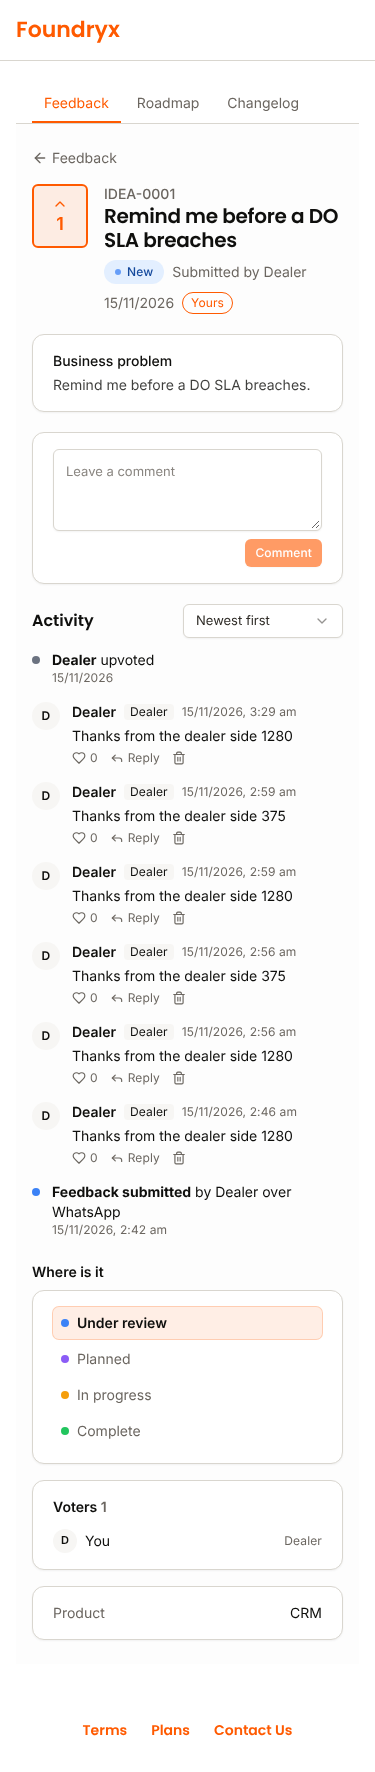 Foundryx
Feedback
Roadmap
Changelog
Feedback
1
IDEA-0001
Remind me before a DO
SLA breaches
New
Submitted by Dealer
15/11/2026
Yours
Business problem
Remind me before a DO SLA breaches.
Leave a comment
Comment
Activity
Newest first
Dealer upvoted
15/11/2026
D
Dealer Dealer 15/11/2026, 3:29 am
Thanks from the dealer side 1280
0 Reply
D
Dealer Dealer 15/11/2026, 2:59 am
Thanks from the dealer side 375
0 Reply
D
Dealer Dealer 15/11/2026, 2:59 am
Thanks from the dealer side 1280
0 Reply
D
Dealer Dealer 15/11/2026, 2:56 am
Thanks from the dealer side 375
0 Reply
D
Dealer Dealer 15/11/2026, 2:56 am
Thanks from the dealer side 1280
0 Reply
D
Dealer Dealer 15/11/2026, 2:46 am
Thanks from the dealer side 1280
0 Reply
Feedback submitted by Dealer over
WhatsApp
15/11/2026, 2:42 am
Where is it
Under review
Planned
In progress
Complete
Voters 1
D
You
Dealer
Product
CRM
Terms
Plans
Contact Us